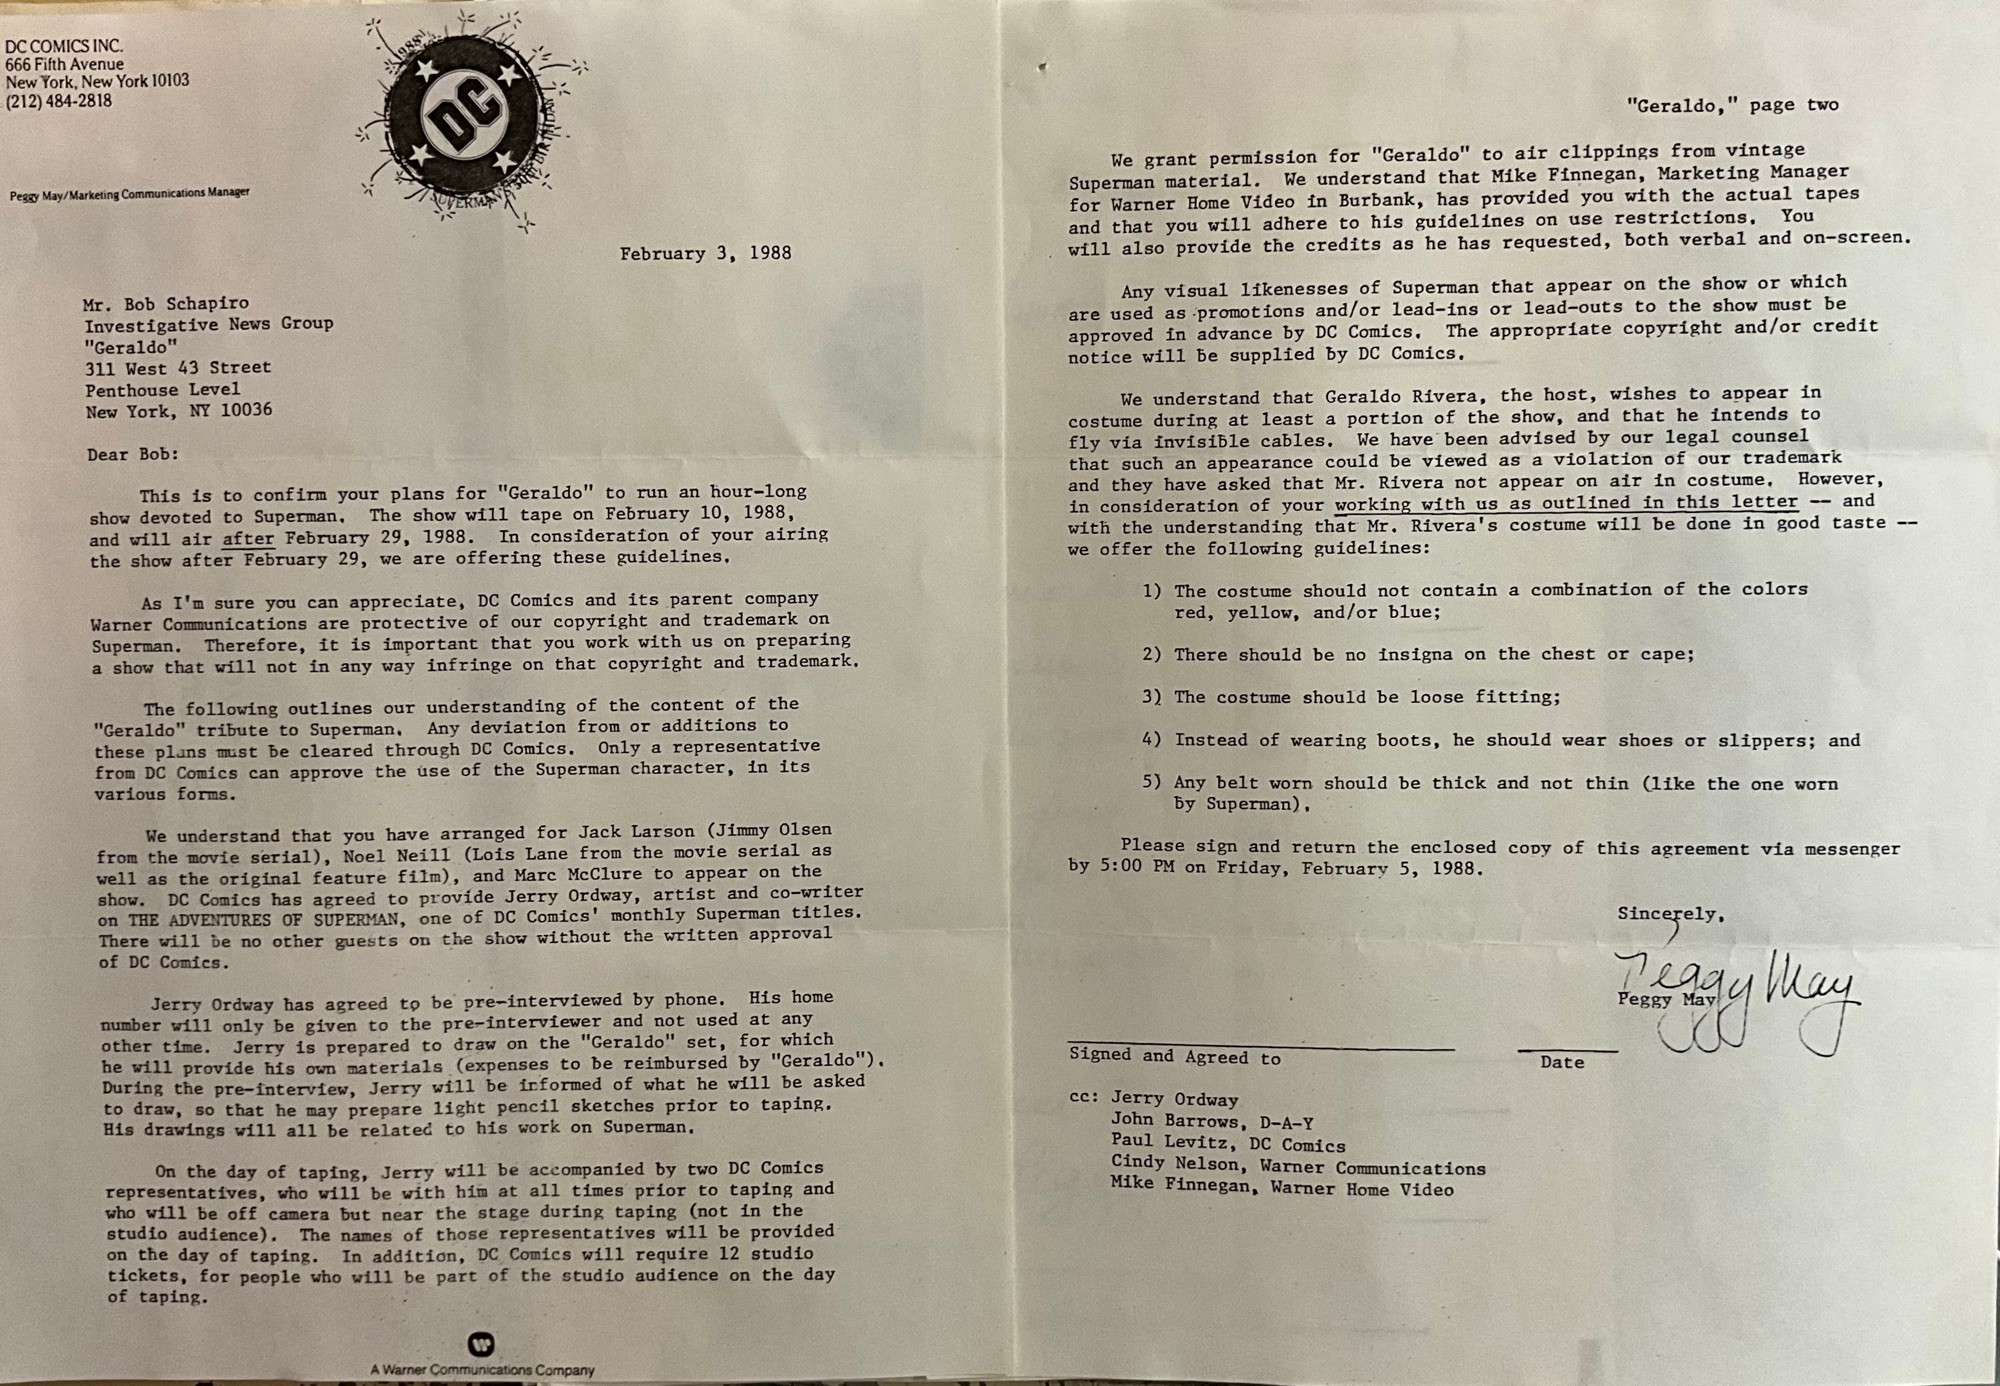 DC COMICS INC.
666 Fifth Avenue
New York, New York 10103
(212) 484-2818
1988
DC
SUPERMAN'S 50TH BIRTHDAY
Peggy May/Marketing Communications Manager
February 3, 1988
Mr. Bob Schapiro
Investigative News Group
"Geraldo"
311 West 43 Street
Penthouse Level
New York, NY 10036
Dear Bob:
This is to confirm your plans for "Geraldo" to run an hour-long
show devoted to Superman. The show will tape on February 10, 1988,
and will air after February 29, 1988. In consideration of your airing
the show after February 29, we are offering these guidelines.
As I'm sure you can appreciate, DC Comics and its parent company
Warner Communications are protective of our copyright and trademark on
Superman. Therefore, it is important that you work with us on preparing
a show that will not in any way infringe on that copyright and trademark.
The following outlines our understanding of the content of the
"Geraldo" tribute to Superman. Any deviation from or additions to
these plans must be cleared through DC Comics. Only a representative
from DC Comics can approve the use of the Superman character, in its
various forms.
We understand that you have arranged for Jack Larson (Jimmy Olsen
from the movie serial), Noel Neill (Lois Lane from the movie serial as
well as the original feature film), and Marc McClure to appear on the
show. DC Comics has agreed to provide Jerry Ordway, artist and co-writer
on THE ADVENTURES OF SUPERMAN, one of DC Comics' monthly Superman titles.
There will be no other guests on the show without the written approval
of DC Comics.
Jerry Ordway has agreed to be pre-interviewed by phone. His home
number will only be given to the pre-interviewer and not used at any
other time. Jerry is prepared to draw on the "Geraldo" set, for which
he will provide his own materials (expenses to be reimbursed by "Geraldo").
During the pre-interview, Jerry will be informed of what he will be asked
to draw, so that he may prepare light pencil sketches prior to taping.
His drawings will all be related to his work on Superman.
On the day of taping, Jerry will be accompanied by two DC Comics
representatives, who will be with him at all times prior to taping and
who will be off camera but near the stage during taping (not in the
studio audience). The names of those representatives will be provided
on the day of taping. In addition, DC Comics will require 12 studio
tickets, for people who will be part of the studio audience on the day
of taping.
A Warner Communications Company
"Geraldo," page two
We grant permission for "Geraldo" to air clippings from vintage
Superman material. We understand that Mike Finnegan, Marketing Manager
for Warner Home Video in Burbank, has provided you with the actual tapes
and that you will adhere to his guidelines on use restrictions. You
will also provide the credits as he has requested, both verbal and on-screen.
Any visual likenesses of Superman that appear on the show or which
are used as promotions and/or lead-ins or lead-outs to the show must be
approved in advance by DC Comics. The appropriate copyright and/or credit
notice will be supplied by DC Comics.
We understand that Geraldo Rivera, the host, wishes to appear in
costume during at least a portion of the show, and that he intends to
fly via invisible cables. We have been advised by our legal counsel
that such an appearance could be viewed as a violation of our trademark
and they have asked that Mr. Rivera not appear on air in costume. However,
in consideration of your working with us as outlined in this letter -- and
with the understanding that Mr. Rivera's costume will be done in good taste --
we offer the following guidelines:
1) The costume should not contain a combination of the colors
red, yellow, and/or blue;
2) There should be no insigna on the chest or cape;
3) The costume should be loose fitting;
4) Instead of wearing boots, he should wear shoes or slippers; and
5) Any belt worn should be thick and not thin (like the one worn
by Superman).
Please sign and return the enclosed copy of this agreement via messenger
by 5:00 PM on Friday, February 5, 1988.
Sincerely,
Peggy May
Peggy May
Signed and Agreed to
Date
cc: Jerry Ordway
John Barrows, D-A-Y
Paul Levitz, DC Comics
Cindy Nelson, Warner Communications
Mike Finnegan, Warner Home Video